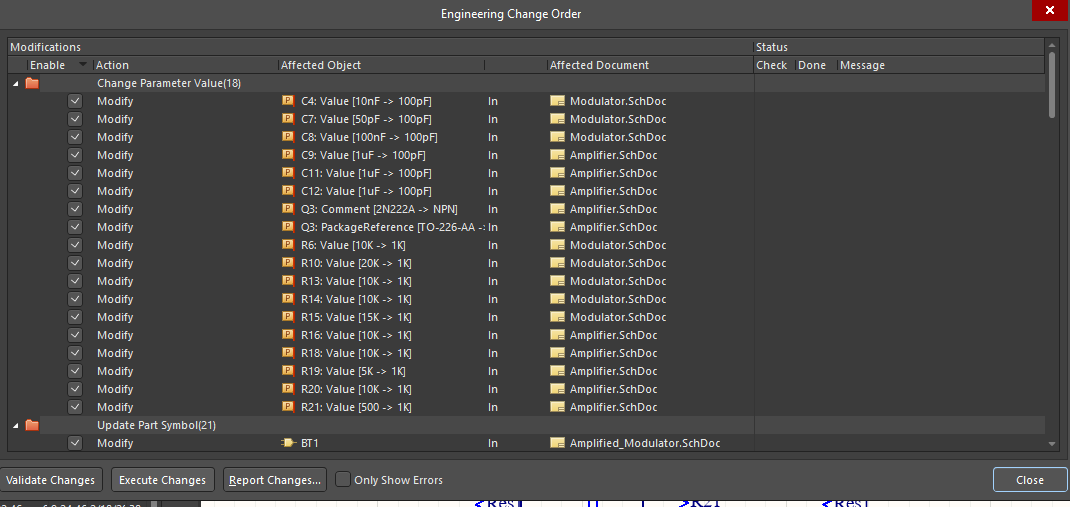 Engineering Change Order
Modifications Status
Enable Action Affected Object Affected Document Check Done Message
Change Parameter Value(18)
Modify P C4: Value [10nF -> 100pF] In Modulator.SchDoc
Modify P C7: Value [50pF -> 100pF] In Modulator.SchDoc
Modify P C8: Value [100nF -> 100pF] In Modulator.SchDoc
Modify P C9: Value [1uF -> 100pF] In Amplifier.SchDoc
Modify P C11: Value [1uF -> 100pF] In Amplifier.SchDoc
Modify P C12: Value [1uF -> 100pF] In Amplifier.SchDoc
Modify P Q3: Comment [2N222A -> NPN] In Amplifier.SchDoc
Modify P Q3: PackageReference [TO-226-AA -> In Amplifier.SchDoc
Modify P R6: Value [10K -> 1K] In Modulator.SchDoc
Modify P R10: Value [20K -> 1K] In Modulator.SchDoc
Modify P R13: Value [10K -> 1K] In Modulator.SchDoc
Modify P R14: Value [10K -> 1K] In Modulator.SchDoc
Modify P R15: Value [15K -> 1K] In Modulator.SchDoc
Modify P R16: Value [10K -> 1K] In Amplifier.SchDoc
Modify P R18: Value [10K -> 1K] In Amplifier.SchDoc
Modify P R19: Value [5K -> 1K] In Amplifier.SchDoc
Modify P R20: Value [10K -> 1K] In Amplifier.SchDoc
Modify P R21: Value [500 -> 1K] In Amplifier.SchDoc
Update Part Symbol(21)
Modify BT1 In Amplified_Modulator.SchDoc
Validate Changes Execute Changes Report Changes... Only Show Errors Close